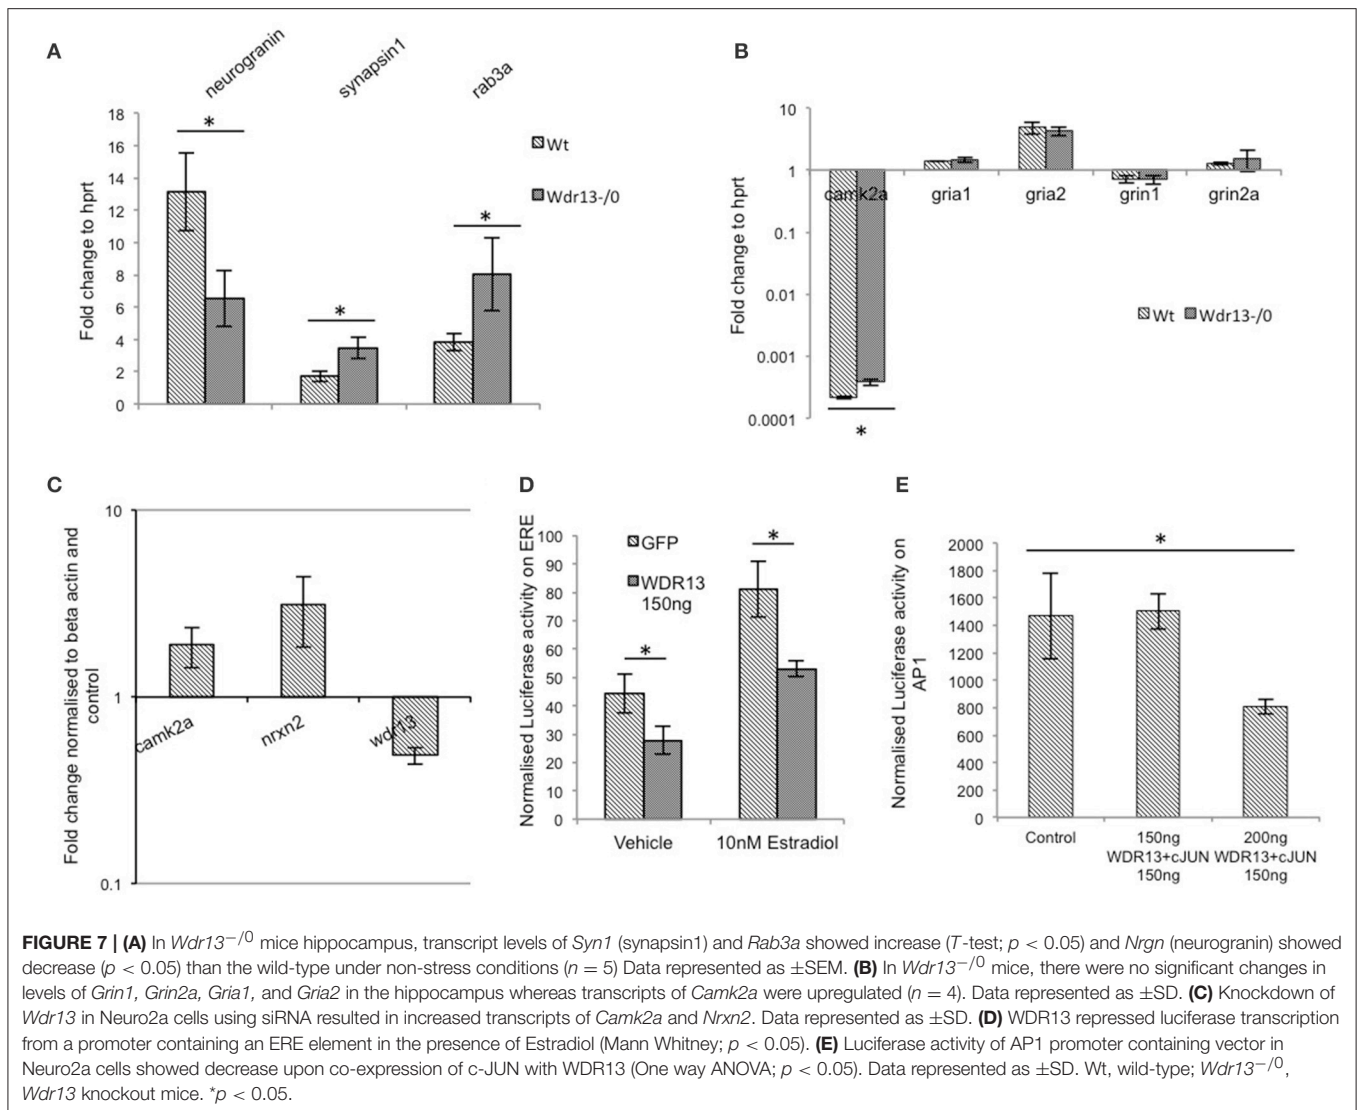 A
neurogranin
synapsin1
rab3a
Fold change to hprt
18
16
14
12
10
8
6
4
2
0
*
*
*
Wt
Wdr13-/0
B
Fold change to hprt
10
1
0.1
0.01
0.001
0.0001
camk2a
gria1
gria2
grin1
grin2a
Wt
Wdr13-/0
*
C
Fold change normalised to beta actin and
control
10
1
0.1
camk2a
nrxn2
wdr13
D
Normalised Luciferase activity on ERE
100
90
80
70
60
50
40
30
20
10
0
GFP
WDR13
150ng
*
*
Vehicle
10nM Estradiol
E
Normalised Luciferase activity on
AP1
2000
1800
1600
1400
1200
1000
800
600
400
200
0
*
Control
150ng
WDR13+cJUN
150ng
200ng
WDR13+cJUN
150ng
FIGURE 7 | (A) In Wdr13−/0 mice hippocampus, transcript levels of Syn1 (synapsin1) and Rab3a showed increase (T-test; p < 0.05) and Nrgn (neurogranin) showed
decrease (p < 0.05) than the wild-type under non-stress conditions (n = 5) Data represented as ±SEM. (B) In Wdr13−/0 mice, there were no significant changes in
levels of Grin1, Grin2a, Gria1, and Gria2 in the hippocampus whereas transcripts of Camk2a were upregulated (n = 4). Data represented as ±SD. (C) Knockdown of
Wdr13 in Neuro2a cells using siRNA resulted in increased transcripts of Camk2a and Nrxn2. Data represented as ±SD. (D) WDR13 repressed luciferase transcription
from a promoter containing an ERE element in the presence of Estradiol (Mann Whitney; p < 0.05). (E) Luciferase activity of AP1 promoter containing vector in
Neuro2a cells showed decrease upon co-expression of c-JUN with WDR13 (One way ANOVA; p < 0.05). Data represented as ±SD. Wt, wild-type; Wdr13−/0,
Wdr13 knockout mice. *p < 0.05.